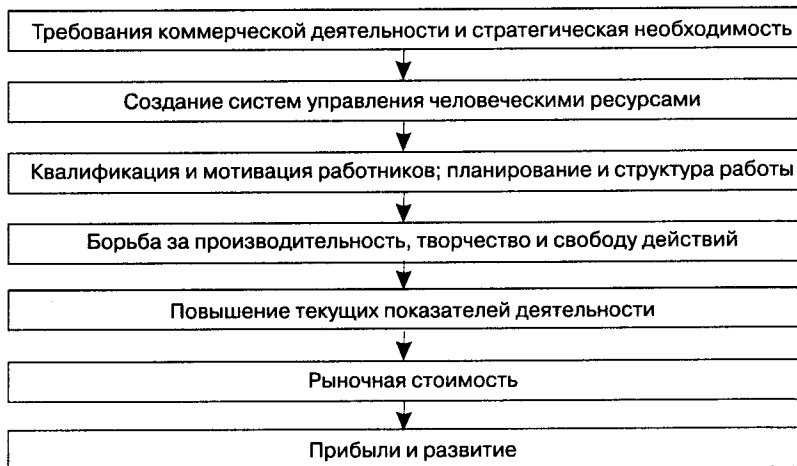 Требования коммерческой деятельности и стратегическая необходимость
Создание систем управления человеческими ресурсами
Квалификация и мотивация работников; планирование и структура работы
Борьба за производительность, творчество и свободу действий
Повышение текущих показателей деятельности
Рыночная стоимость
Прибыли и развитие